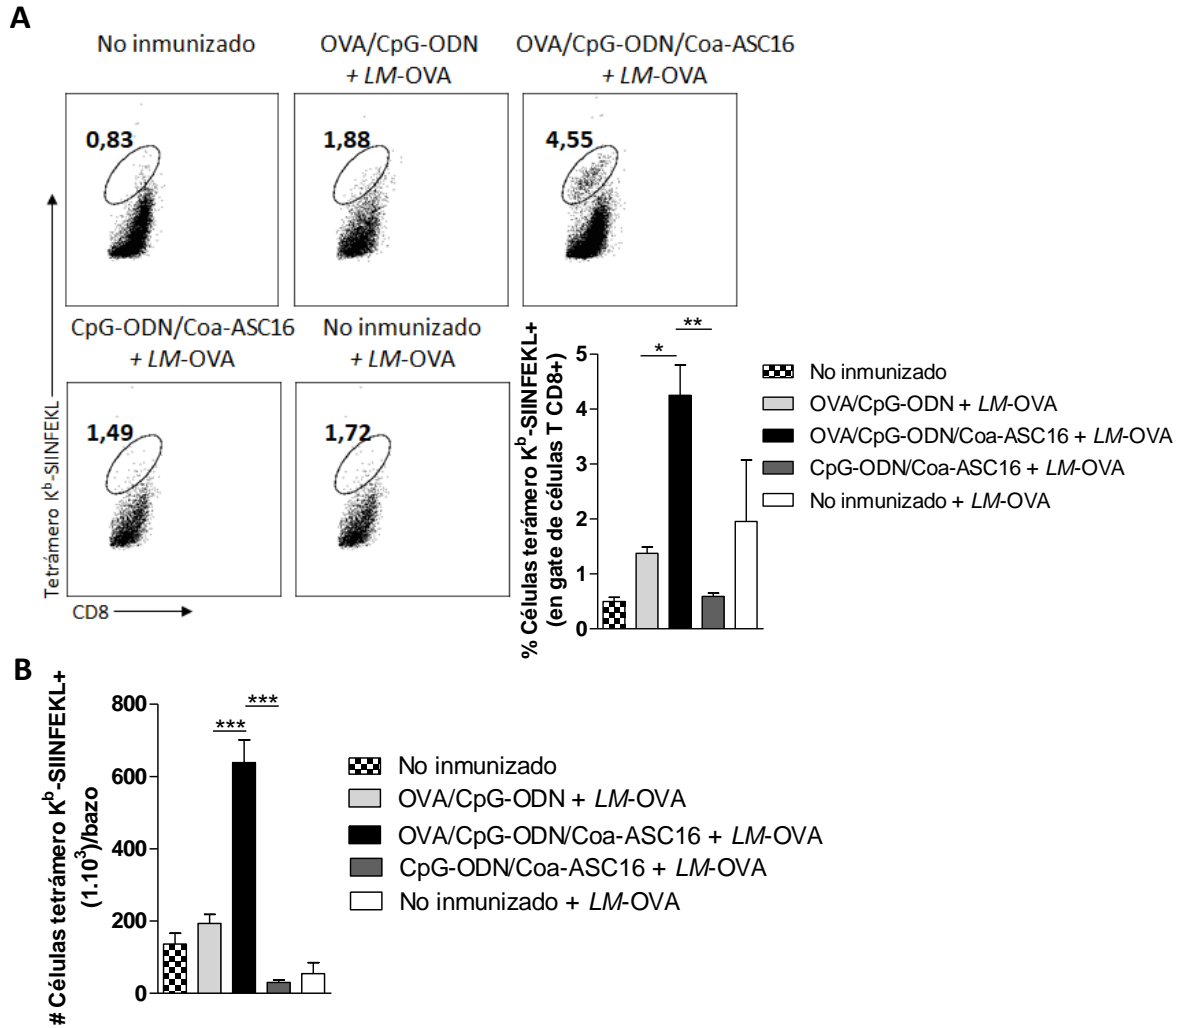 A
No inmunizado
OVA/CpG-ODN
+ LM-OVA
OVA/CpG-ODN/Coa-ASC16
+ LM-OVA
0,83
1,88
4,55
CpG-ODN/Coa-ASC16
+ LM-OVA
No inmunizado
+ LM-OVA
1,49
1,72
Tetrámero Kᵇ-SIINFEKL
CD8
% Células terámero Kᵇ-SIINFEKL+
(en gate de células T CD8+)
5
4
3
2
1
0
*
**
No inmunizado
OVA/CpG-ODN + LM-OVA
OVA/CpG-ODN/Coa-ASC16 + LM-OVA
CpG-ODN/Coa-ASC16 + LM-OVA
No inmunizado + LM-OVA
B
# Células tetrámero Kᵇ-SIINFEKL+
(1.10³)/bazo
800
600
400
200
0
***
***
No inmunizado
OVA/CpG-ODN + LM-OVA
OVA/CpG-ODN/Coa-ASC16 + LM-OVA
CpG-ODN/Coa-ASC16 + LM-OVA
No inmunizado + LM-OVA